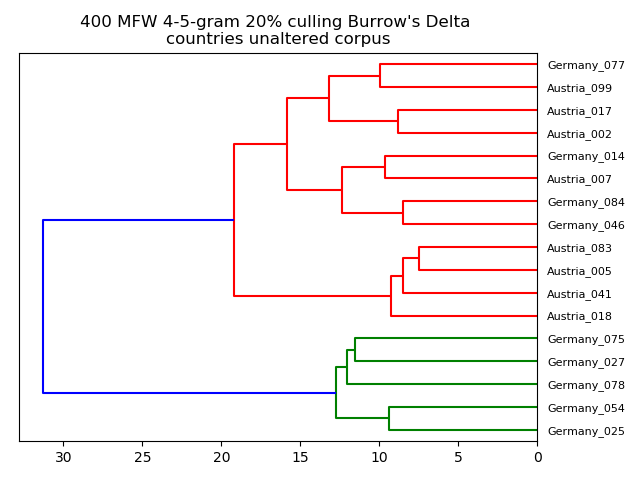 400 MFW 4-5-gram 20% culling Burrow's Delta
countries unaltered corpus
Germany_077
Austria_099
Austria_017
Austria_002
Germany_014
Austria_007
Germany_084
Germany_046
Austria_083
Austria_005
Austria_041
Austria_018
Germany_075
Germany_027
Germany_078
Germany_054
Germany_025
30 25 20 15 10 5 0